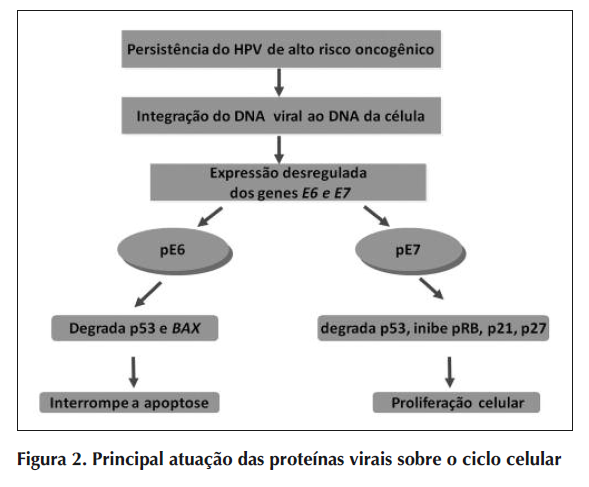 Persistência do HPV de alto risco oncogênico
Integração do DNA viral ao DNA da célula
Expressão desregulada
dos genes E6 e E7
pE6
pE7
Degrada p53 e BAX
degrada p53, inibe pRB, p21, p27
Interrompe a apoptose
Proliferação celular
Figura 2. Principal atuação das proteínas virais sobre o ciclo celular